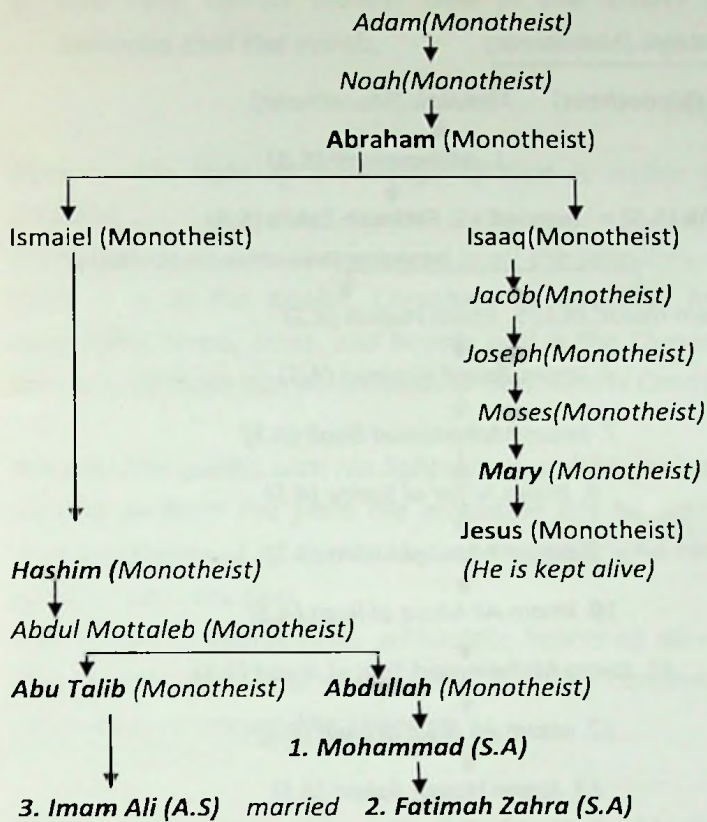 Adam(Monotheist)
Noah(Monotheist)
Abraham (Monotheist)
Ismaiel (Monotheist) Isaaq(Monotheist)
Jacob(Mnotheist)
Joseph(Monotheist)
Moses(Monotheist)
Mary (Monotheist)
Jesus (Monotheist)
(He is kept alive)
Hashim (Monotheist)
Abdul Mottaleb (Monotheist)
Abu Talib (Monotheist) Abdullah (Monotheist)
1. Mohammad (S.A)
3. Imam Ali (A.S) married 2. Fatimah Zahra (S.A)